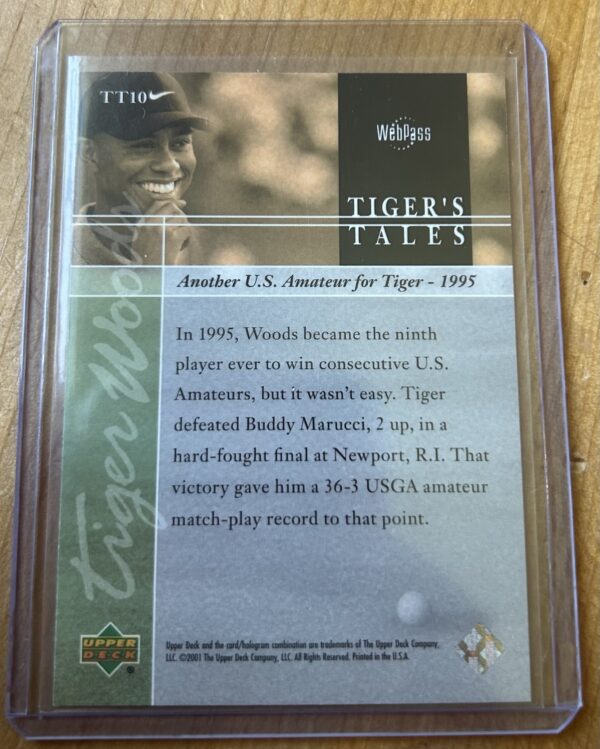 TT10
WebPass
TIGER'S
TALES
Tiger Woods
Another U.S. Amateur for Tiger - 1995
In 1995, Woods became the ninth
player ever to win consecutive U.S.
Amateurs, but it wasn't easy. Tiger
defeated Buddy Marucci, 2 up, in a
hard-fought final at Newport, R.I. That
victory gave him a 36-3 USGA amateur
match-play record to that point.
UPPER
DECK
®
Upper Deck and the card/hologram combination are trademarks of The Upper Deck Company,
LLC. ©2001 The Upper Deck Company, LLC. All Rights Reserved. Printed in the U.S.A.